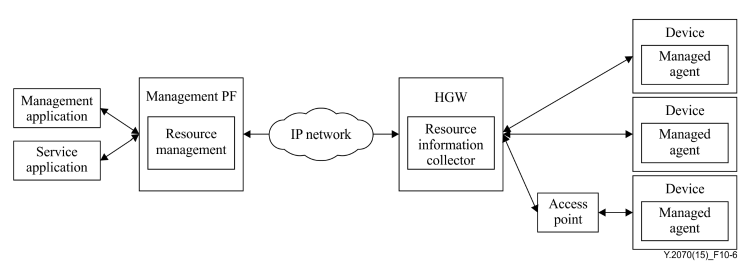 Management
application
Service
application
Management PF
Resource
management
IP network
HGW
Resource
information
collector
Access
point
Device
Managed
agent
Device
Managed
agent
Device
Managed
agent
Y.2070(15)_F10-6